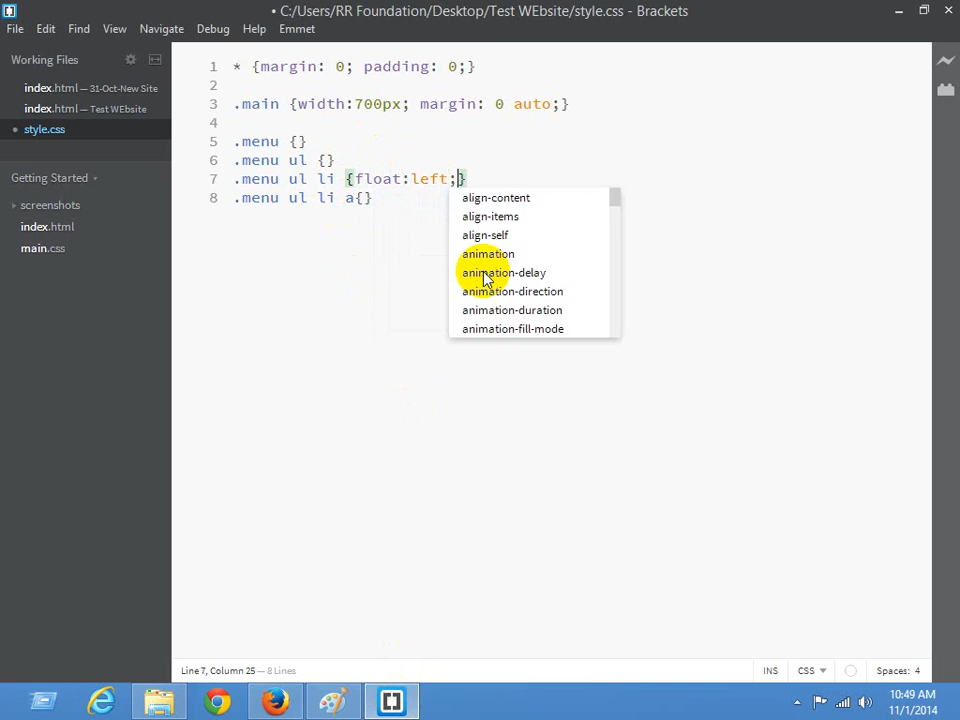 • C:/Users/RR Foundation/Desktop/Test WEbsite/style.css - Brackets
File Edit Find View Navigate Debug Help Emmet
Working Files
index.html — 31-Oct-New Site
index.html — Test WEbsite
• style.css
Getting Started
screenshots
index.html
main.css
1 * {margin: 0; padding: 0;}
2
3 .main {width:700px; margin: 0 auto;}
4
5 .menu {}
6 .menu ul {}
7 .menu ul li {float:left;}
8 .menu ul li a{}
align-content
align-items
align-self
animation
animation-delay
animation-direction
animation-duration
animation-fill-mode
Line 7, Column 25 — 8 Lines
INS CSS Spaces: 4
10:49 AM
11/1/2014